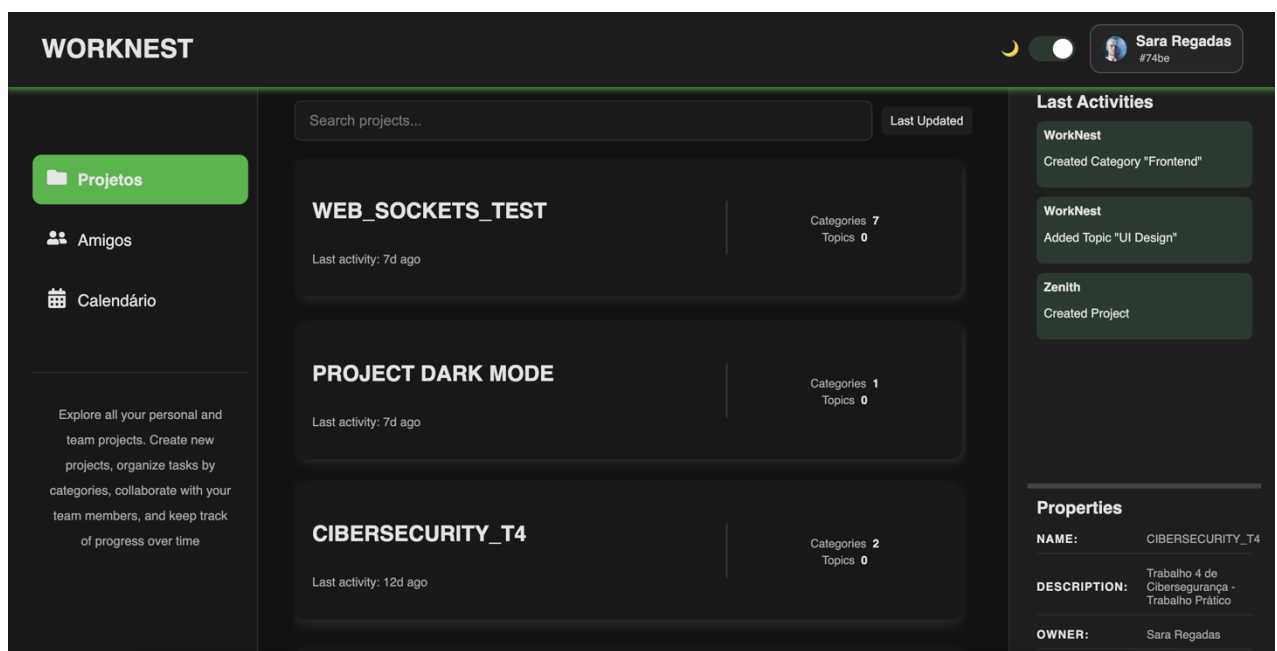 WORKNEST
Sara Regadas
#74be
Projetos
Amigos
Calendário
Explore all your personal and
team projects. Create new
projects, organize tasks by
categories, collaborate with your
team members, and keep track
of progress over time
Search projects...
Last Updated
WEB_SOCKETS_TEST
Last activity: 7d ago
Categories 7
Topics 0
PROJECT DARK MODE
Last activity: 7d ago
Categories 1
Topics 0
CIBERSECURITY_T4
Last activity: 12d ago
Categories 2
Topics 0
Last Activities
WorkNest
Created Category "Frontend"
WorkNest
Added Topic "UI Design"
Zenith
Created Project
Properties
NAME: CIBERSECURITY_T4
DESCRIPTION: Trabalho 4 de
Cibersegurança -
Trabalho Prático
OWNER: Sara Regadas